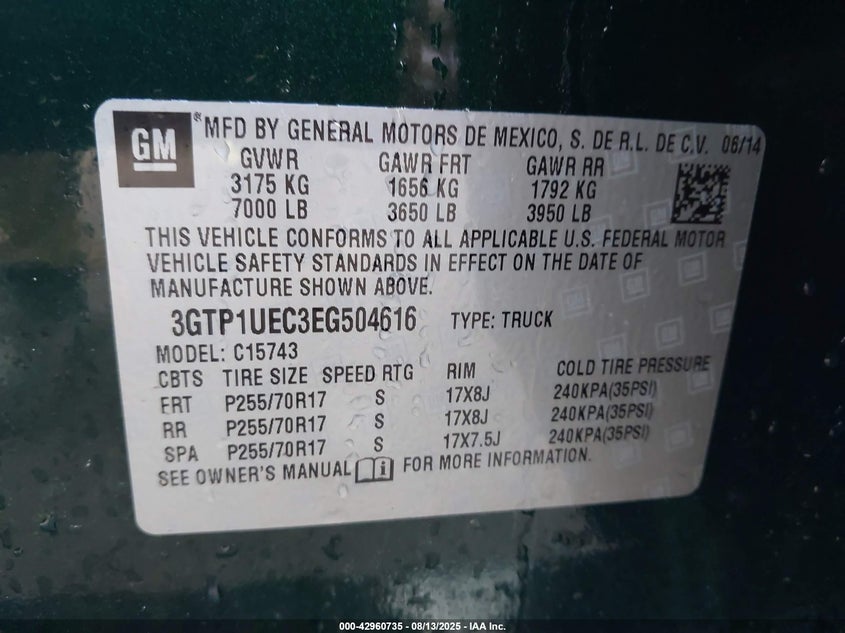 GM
®MFD BY GENERAL MOTORS DE MEXICO, S. DE R.L. DE C.V. 06/14
GVWR GAWR FRT GAWR RR
3175 KG 1656 KG 1792 KG
7000 LB 3650 LB 3950 LB
THIS VEHICLE CONFORMS TO ALL APPLICABLE U.S. FEDERAL MOTOR
VEHICLE SAFETY STANDARDS IN EFFECT ON THE DATE OF
MANUFACTURE SHOWN ABOVE.
3GTP1UEC3EG504616 TYPE: TRUCK
MODEL: C15743
CBTS TIRE SIZE SPEED RTG RIM COLD TIRE PRESSURE
FRT P255/70R17 S 17X8J 240KPA(35PSI)
RR P255/70R17 S 17X8J 240KPA(35PSI)
SPA P255/70R17 S 17X7.5J 240KPA(35PSI)
SEE OWNER'S MANUAL FOR MORE INFORMATION.
000-42960735 - 08/13/2025 - IAA Inc.